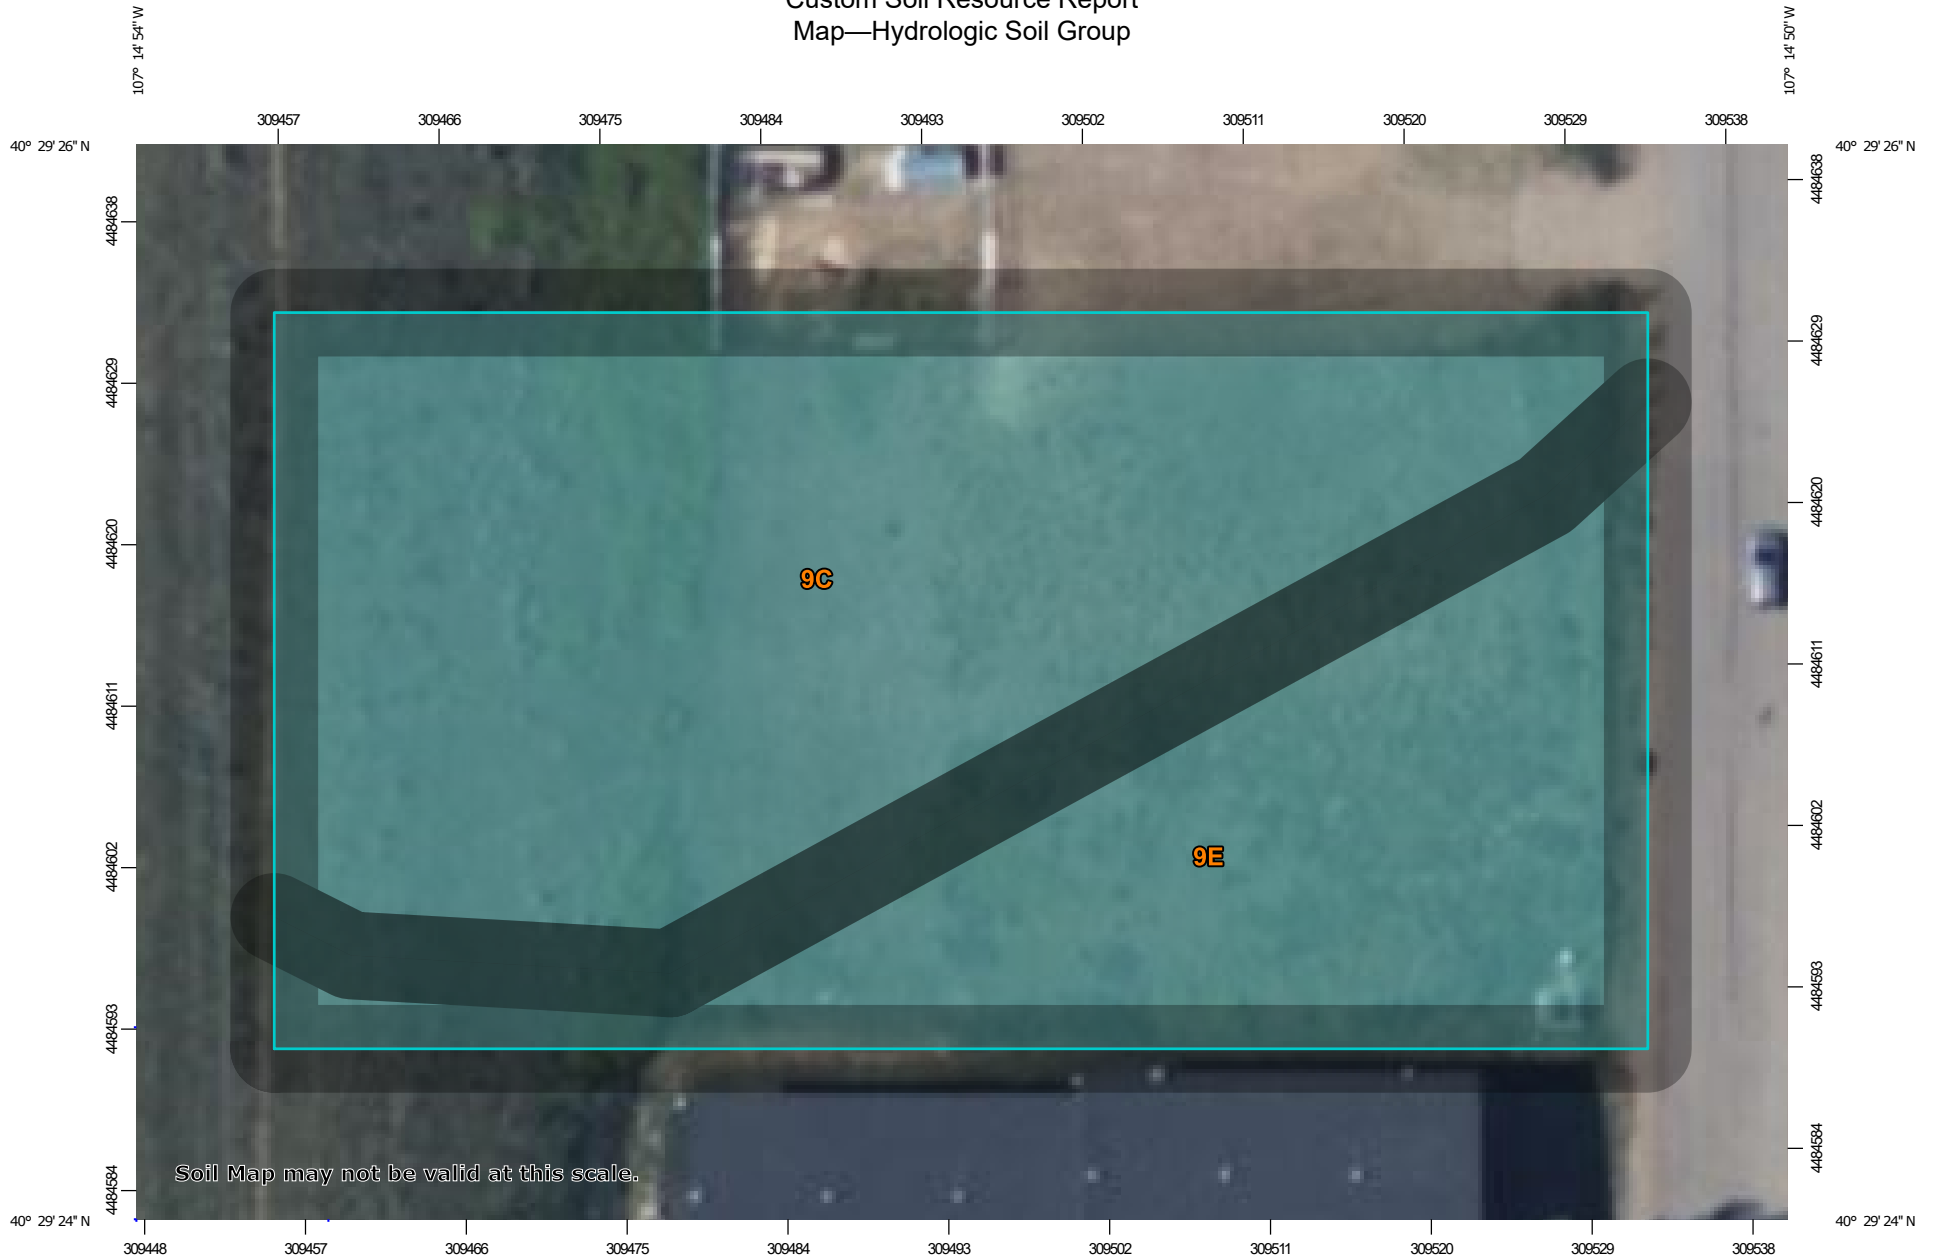 Custom Soil Resource Report
Map—Hydrologic Soil Group
107° 14' 54" W
107° 14' 50" W
309457 309466 309475 309484 309493 309502 309511 309520 309529 309538
40° 29' 26" N
40° 29' 26" N
4484638
4484629
4484620
4484611
4484602
4484593
4484584
4484638
4484629
4484620
4484611
4484602
4484593
4484584
9C
9E
Soil Map may not be valid at this scale.
40° 29' 24" N
40° 29' 24" N
309448 309457 309466 309475 309484 309493 309502 309511 309520 309529 309538